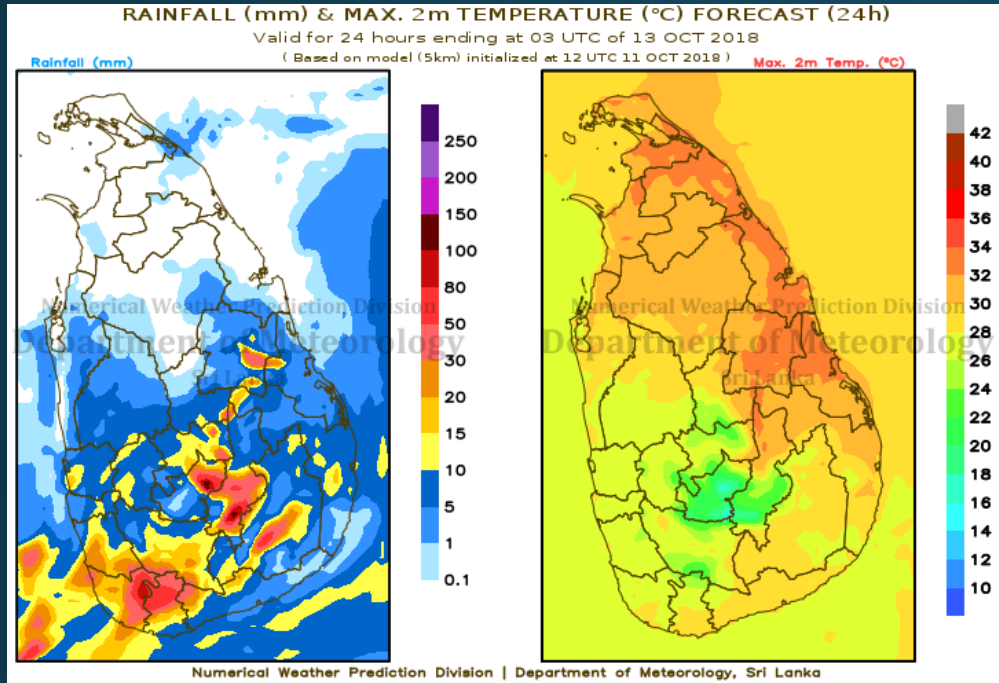 RAINFALL (mm) & MAX. 2m TEMPERATURE (°C) FORECAST (24h)
Valid for 24 hours ending at 03 UTC of 13 OCT 2018
( Based on model (5km) initialized at 12 UTC 11 OCT 2018 )
Rainfall (mm)
Max. 2m Temp. (°C)
250
200
150
100
80
50
30
20
15
10
5
1
0.1
42
40
38
36
34
32
30
28
26
24
22
20
18
16
14
12
10
Numerical Weather Prediction Division
Department of Meteorology
Sri Lanka
Numerical Weather Prediction Division
Department of Meteorology
Sri Lanka
Numerical Weather Prediction Division | Department of Meteorology, Sri Lanka